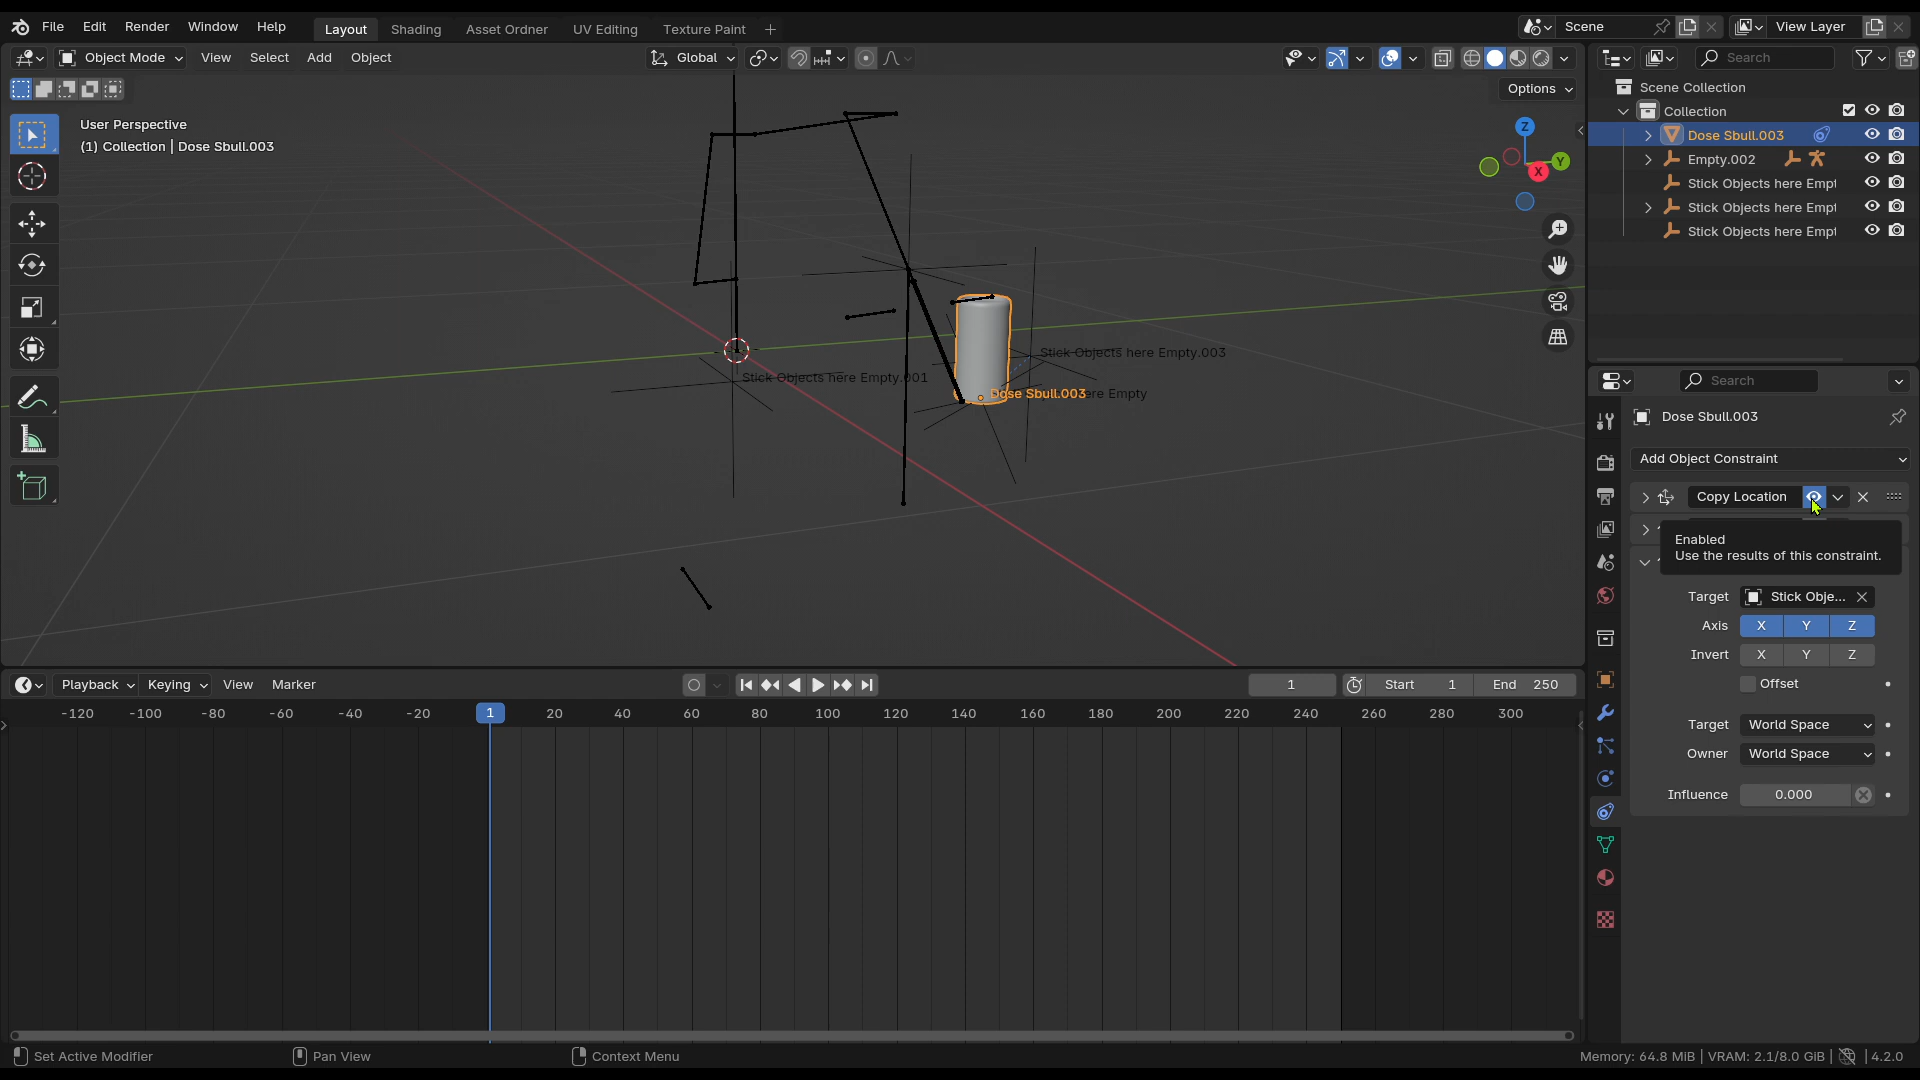 File Edit Render Window Help Layout Shading Asset Ordner UV Editing Texture Paint + Scene View Layer
Object Mode View Select Add Object Global Search
Options
User Perspective
(1) Collection | Dose Sbull.003
Scene Collection
Collection
Dose Sbull.003
Empty.002
Stick Objects here Empt
Stick Objects here Empt
Stick Objects here Empt
Z
Y
X
Stick Objects here Empty.003
Stick Objects here Empty.001
Dose Sbull.003 ere Empty
Search
Dose Sbull.003
Add Object Constraint
Copy Location
Enabled
Use the results of this constraint.
Target Stick Obje...
Axis X Y Z
Invert X Y Z
Offset
Target World Space
Owner World Space
Influence 0.000
Playback Keying View Marker 1 Start 1 End 250
-120 -100 -80 -60 -40 -20 1 20 40 60 80 100 120 140 160 180 200 220 240 260 280 300
Set Active Modifier Pan View Context Menu Memory: 64.8 MiB | VRAM: 2.1/8.0 GiB | 4.2.0